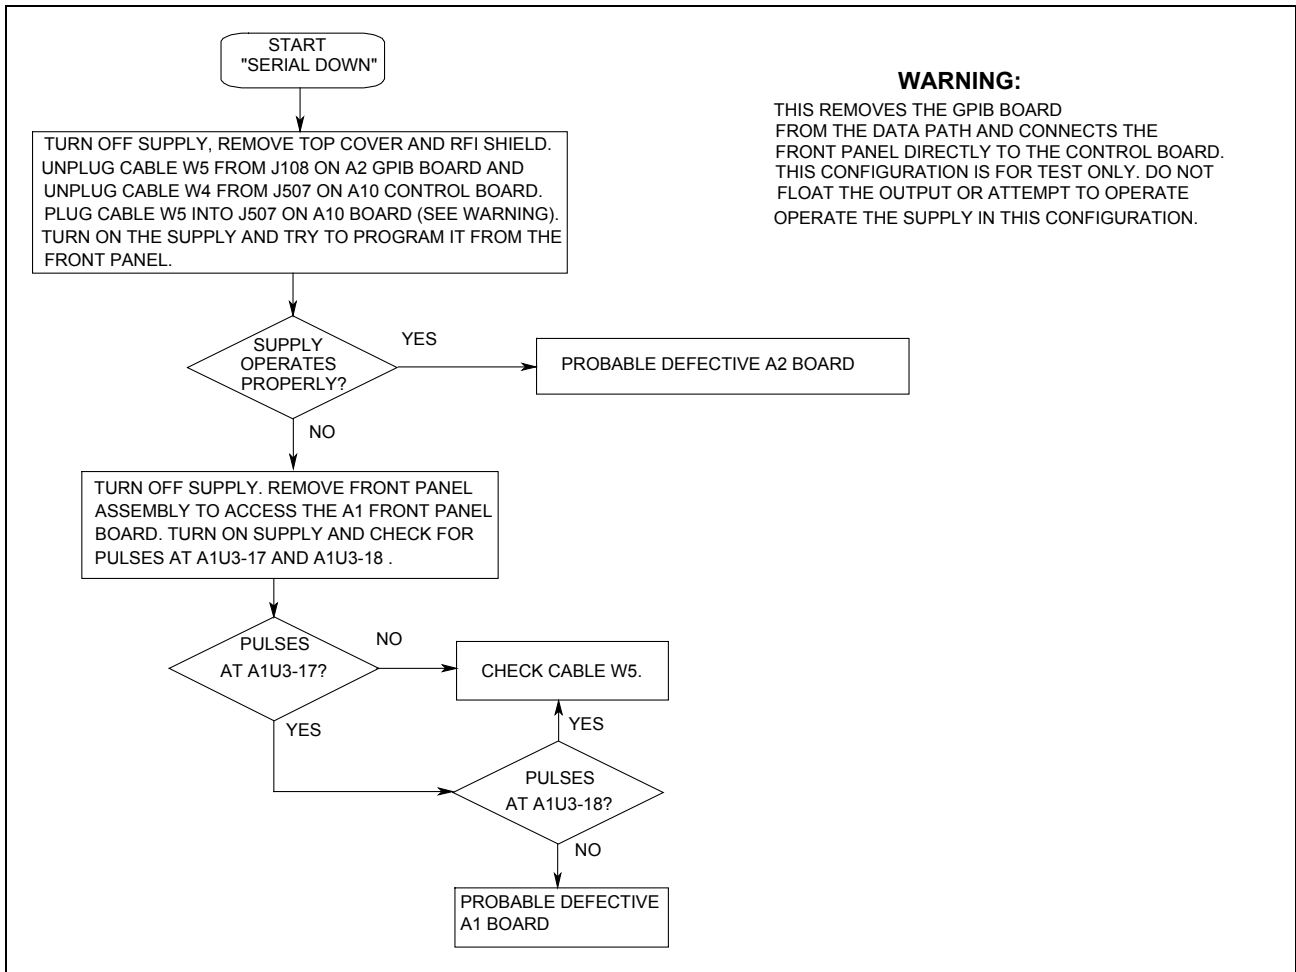 START
"SERIAL DOWN"
WARNING:
THIS REMOVES THE GPIB BOARD
FROM THE DATA PATH AND CONNECTS THE
FRONT PANEL DIRECTLY TO THE CONTROL BOARD.
THIS CONFIGURATION IS FOR TEST ONLY. DO NOT
FLOAT THE OUTPUT OR ATTEMPT TO OPERATE
OPERATE THE SUPPLY IN THIS CONFIGURATION.
TURN OFF SUPPLY, REMOVE TOP COVER AND RFI SHIELD.
UNPLUG CABLE W5 FROM J108 ON A2 GPIB BOARD AND
UNPLUG CABLE W4 FROM J507 ON A10 CONTROL BOARD.
PLUG CABLE W5 INTO J507 ON A10 BOARD (SEE WARNING).
TURN ON THE SUPPLY AND TRY TO PROGRAM IT FROM THE
FRONT PANEL.
SUPPLY
OPERATES
PROPERLY?
YES
PROBABLE DEFECTIVE A2 BOARD
NO
TURN OFF SUPPLY. REMOVE FRONT PANEL
ASSEMBLY TO ACCESS THE A1 FRONT PANEL
BOARD. TURN ON SUPPLY AND CHECK FOR
PULSES AT A1U3-17 AND A1U3-18 .
PULSES
AT A1U3-17?
NO
CHECK CABLE W5.
YES
YES
PULSES
AT A1U3-18?
NO
PROBABLE DEFECTIVE
A1 BOARD